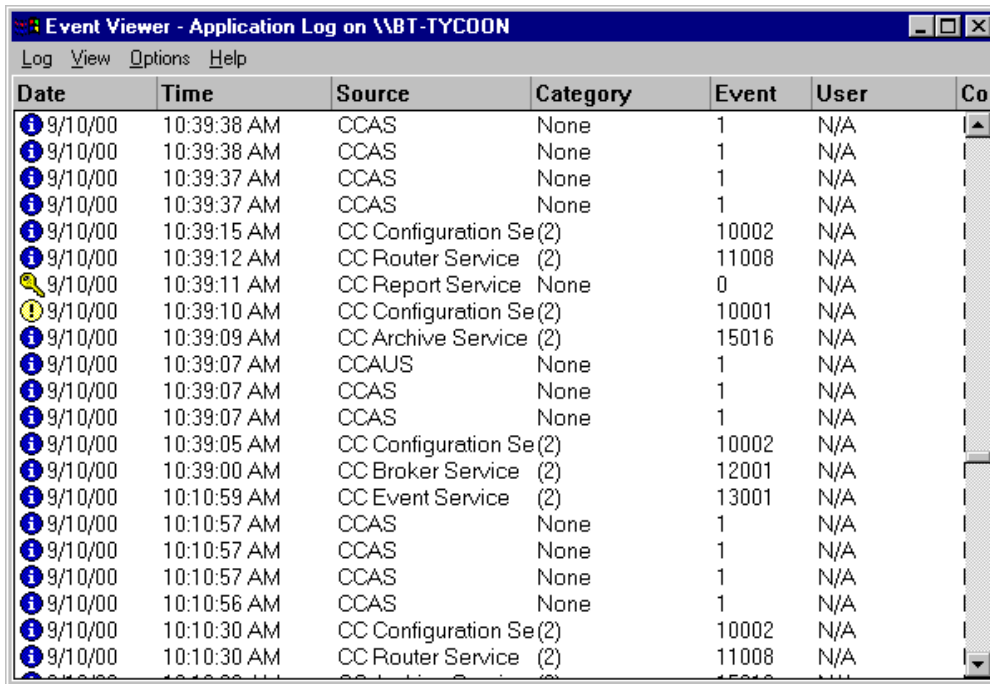 Event Viewer - Application Log on \\BT-TYCOON
Log View Options Help
Date Time Source Category Event User Co
9/10/00 10:39:38 AM CCAS None 1 N/A
9/10/00 10:39:38 AM CCAS None 1 N/A
9/10/00 10:39:37 AM CCAS None 1 N/A
9/10/00 10:39:37 AM CCAS None 1 N/A
9/10/00 10:39:15 AM CC Configuration Se (2) 10002 N/A
9/10/00 10:39:12 AM CC Router Service (2) 11008 N/A
9/10/00 10:39:11 AM CC Report Service None 0 N/A
9/10/00 10:39:10 AM CC Configuration Se (2) 10001 N/A
9/10/00 10:39:09 AM CC Archive Service (2) 15016 N/A
9/10/00 10:39:07 AM CCAUS None 1 N/A
9/10/00 10:39:07 AM CCAS None 1 N/A
9/10/00 10:39:07 AM CCAS None 1 N/A
9/10/00 10:39:05 AM CC Configuration Se (2) 10002 N/A
9/10/00 10:39:00 AM CC Broker Service (2) 12001 N/A
9/10/00 10:10:59 AM CC Event Service (2) 13001 N/A
9/10/00 10:10:57 AM CCAS None 1 N/A
9/10/00 10:10:57 AM CCAS None 1 N/A
9/10/00 10:10:57 AM CCAS None 1 N/A
9/10/00 10:10:56 AM CCAS None 1 N/A
9/10/00 10:10:30 AM CC Configuration Se (2) 10002 N/A
9/10/00 10:10:30 AM CC Router Service (2) 11008 N/A